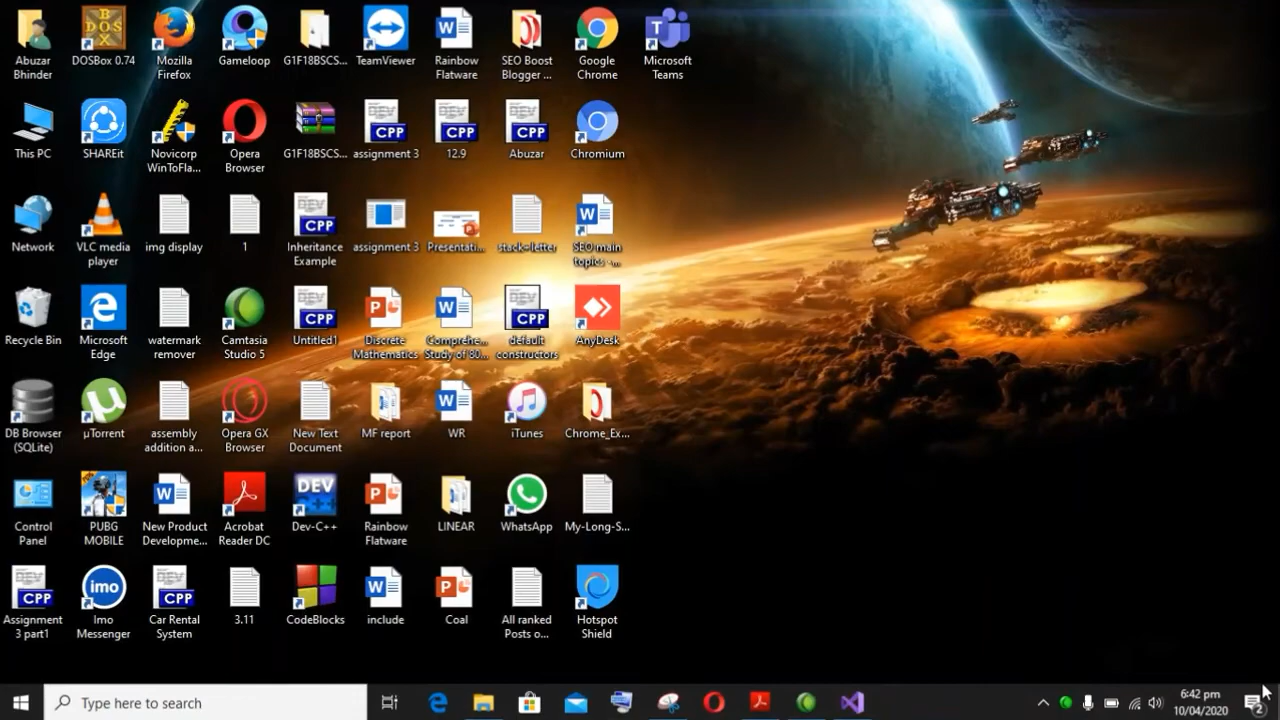 Abuzar
Bhinder
DOSBox 0.74
Mozilla
Firefox
Gameloop
G1F18BSCS...
TeamViewer
Rainbow
Flatware
SEO Boost
Blogger ...
Google
Chrome
Microsoft
Teams
This PC
SHAREit
Novicorp
WinToFla...
Opera
Browser
G1F18BSCS...
assignment 3
12.9
Abuzar
Chromium
Network
VLC media
player
img display
1
Inheritance
Example
assignment 3
Presentati...
stack=letter
SEO main
topics -...
Recycle Bin
Microsoft
Edge
watermark
remover
Camtasia
Studio 5
Untitled1
Discrete
Mathematics
Comprehe...
Study of 80...
default
constructors
AnyDesk
DB Browser
(SQLite)
µTorrent
assembly
addition a...
Opera GX
Browser
New Text
Document
MF report
WR
iTunes
Chrome_Ex...
Control
Panel
PUBG
MOBILE
New Product
Developme...
Acrobat
Reader DC
DEV
Dev-C++
Rainbow
Flatware
LINEAR
WhatsApp
My-Long-S...
Assignment
3 part1
imo
Imo
Messenger
Car Rental
System
3.11
CodeBlocks
include
Coal
All ranked
Posts o...
Hotspot
Shield
Type here to search
6:42 pm
10/04/2020
2